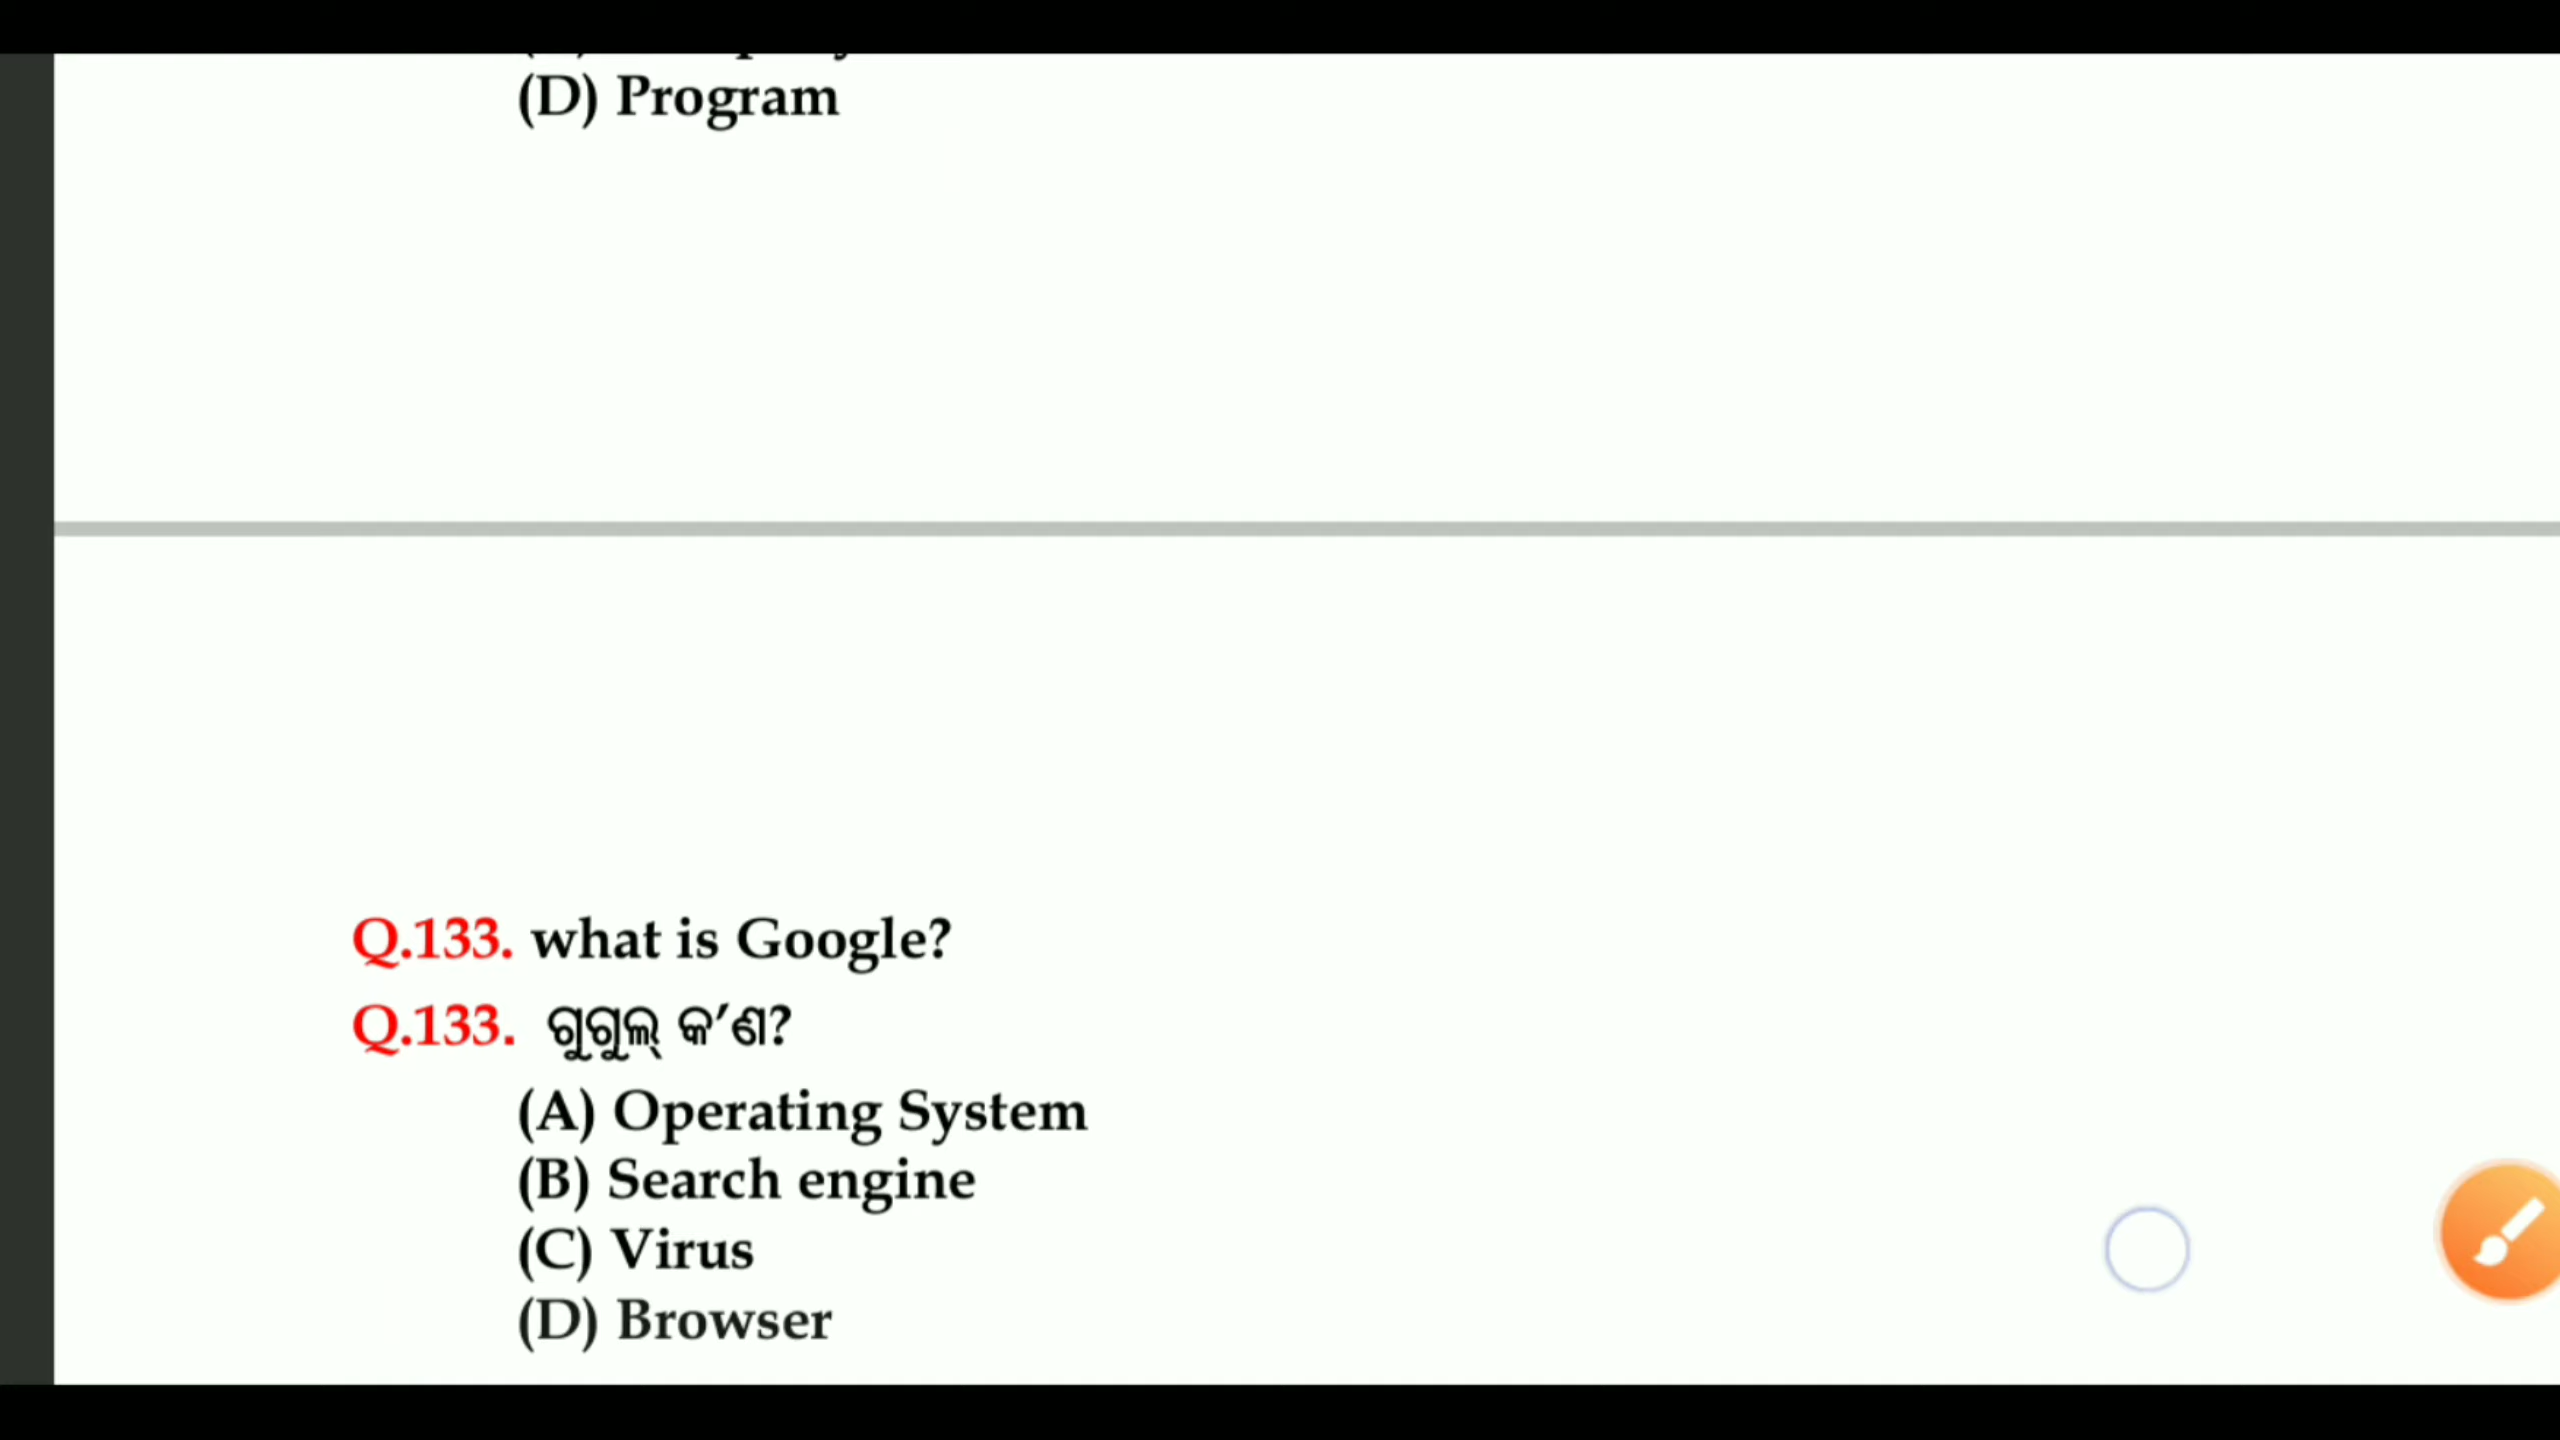 (D) Program
Q.133. what is Google?
Q.133. ଗୁଗୁଲ୍ କ’ଣ?
(A) Operating System
(B) Search engine
(C) Virus
(D) Browser